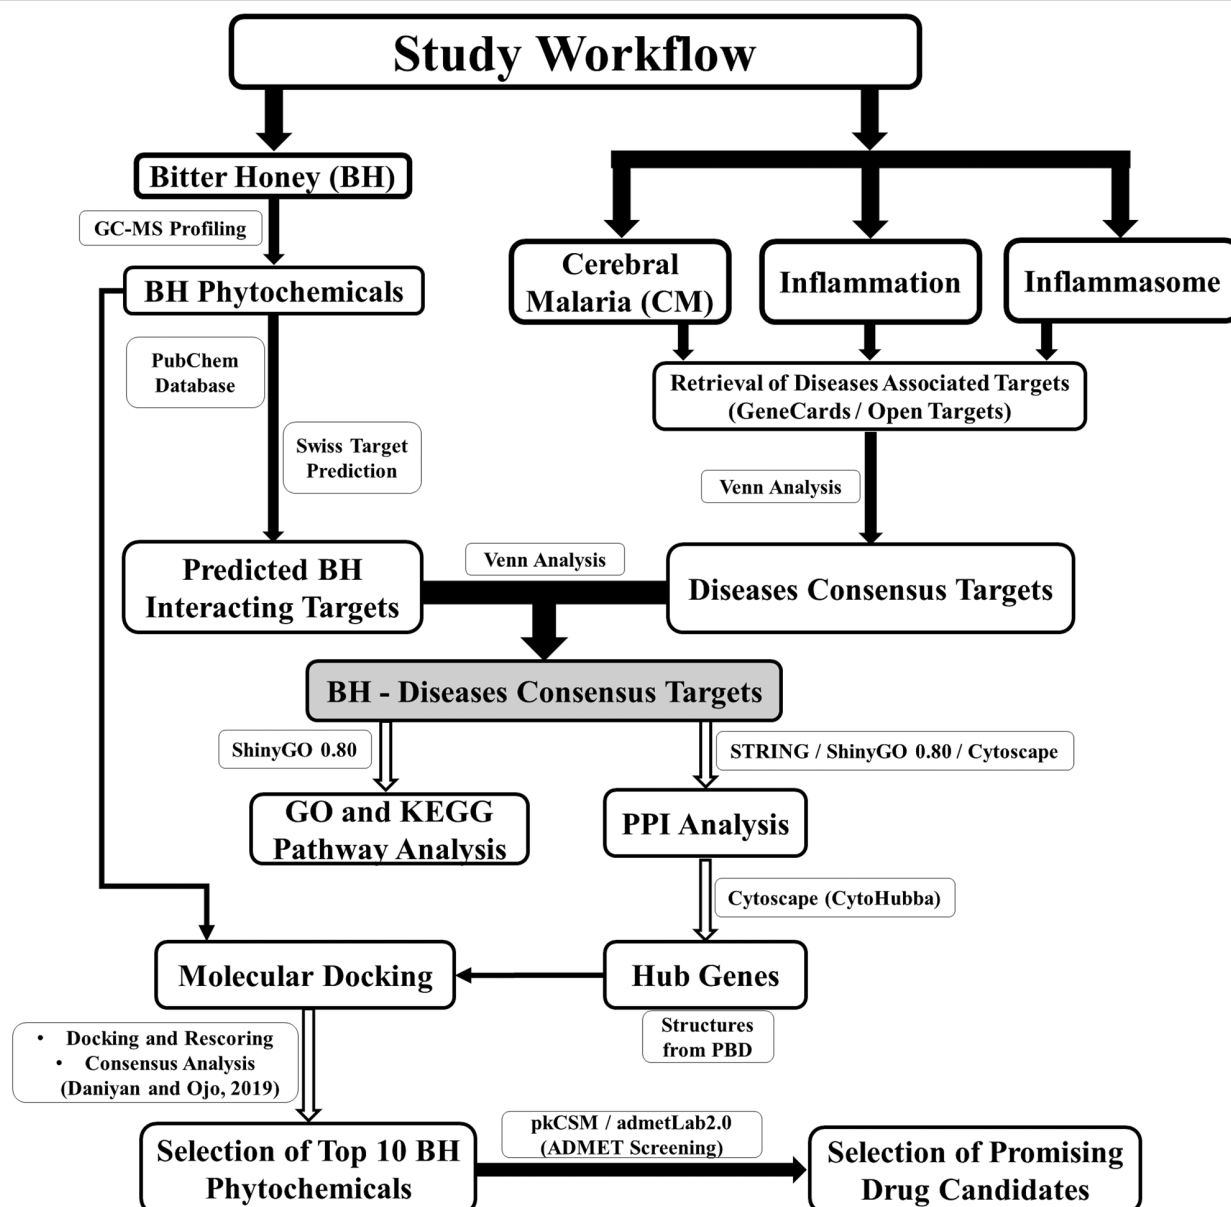 Study Workflow
Bitter Honey (BH)
GC-MS Profiling
BH Phytochemicals
PubChem
Database
Swiss Target
Prediction
Cerebral
Malaria (CM)
Inflammation
Inflammasome
Retrieval of Diseases Associated Targets
(GeneCards / Open Targets)
Venn Analysis
Predicted BH
Interacting Targets
Venn Analysis
Diseases Consensus Targets
BH - Diseases Consensus Targets
ShinyGO 0.80
STRING / ShinyGO 0.80 / Cytoscape
GO and KEGG
Pathway Analysis
PPI Analysis
Cytoscape (CytoHubba)
Molecular Docking
Hub Genes
Structures
from PBD
• Docking and Rescoring
• Consensus Analysis
(Daniyan and Ojo, 2019)
pkCSM / admetLab2.0
(ADMET Screening)
Selection of Top 10 BH
Phytochemicals
Selection of Promising
Drug Candidates